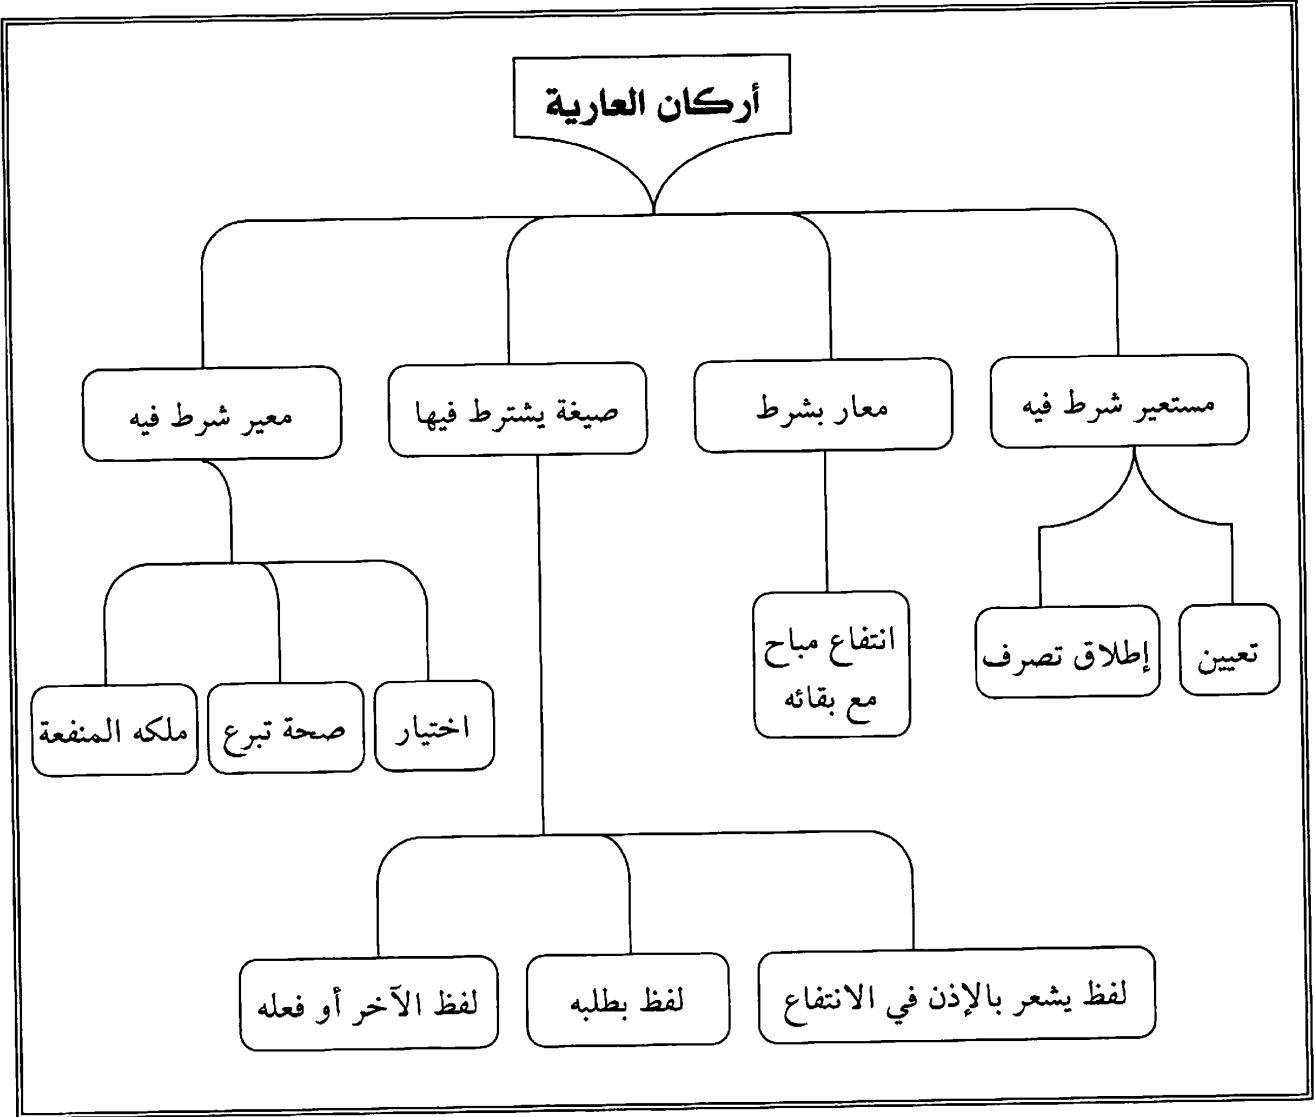 أركان العارية
مستعير شرط فيه
معار بشرط
صيغة يشترط فيها
معير شرط فيه
تعيين
إطلاق تصرف
انتفاع مباح
مع بقائه
اختيار
صحة تبرع
ملكه المنفعة
لفظ يشعر بالإذن في الانتفاع
لفظ بطلبه
لفظ الآخر أو فعله